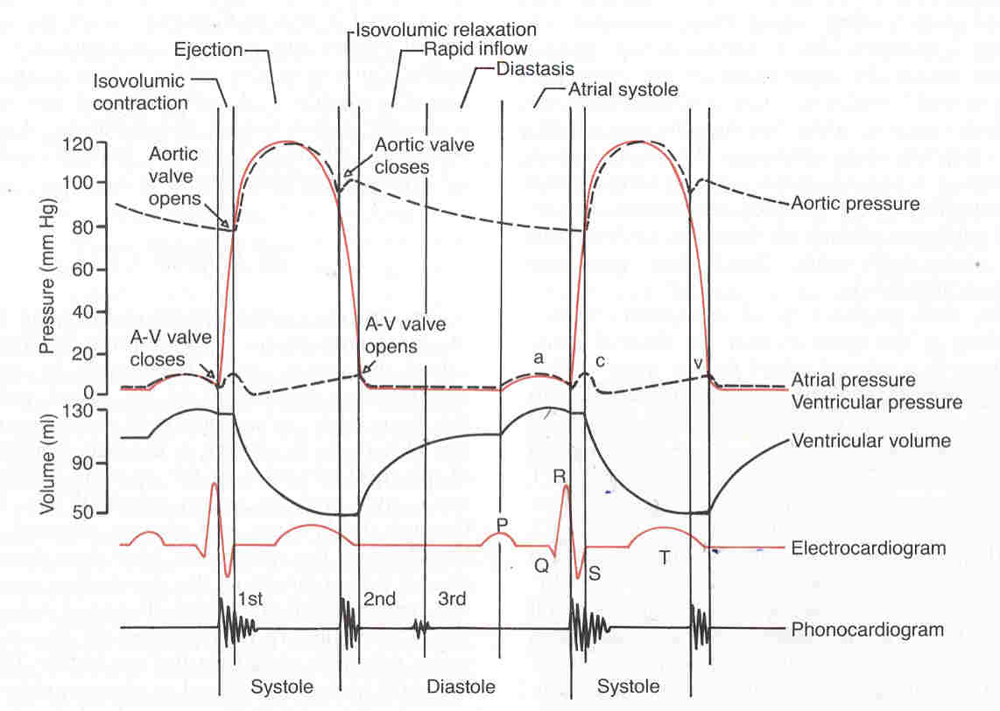 Isovolumic relaxation
Ejection
Rapid inflow
Diastasis
Isovolumic
contraction
Atrial systole
120
Aortic
valve
opens
Aortic valve
closes
100
Aortic pressure
80
60
40
20
0
Pressure (mm Hg)
A-V valve
closes
A-V valve
opens
a
c
v
Atrial pressure
Ventricular pressure
130
90
50
Volume (ml)
Ventricular volume
R
P
Q
S
T
Electrocardiogram
1st
2nd
3rd
Phonocardiogram
Systole
Diastole
Systole